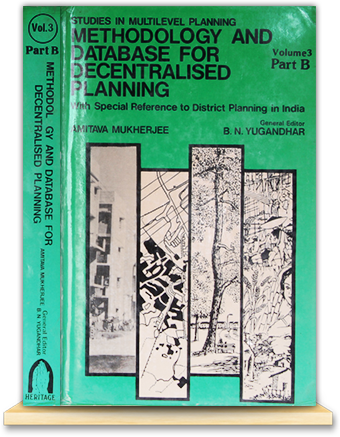 Vol.3
Part B
METHODOL GY AND DATABASE FOR
DECENTRALISED PLANNING
AMITAVA MUKHERJEE
General Editor
B. N. YUGANDHAR
HERITAGE
STUDIES IN MULTILEVEL PLANNING
METHODOLOGY AND
DATABASE FOR
DECENTRALISED
PLANNING
Volume3
Part B
With Special Reference to District Planning in India
AMITAVA MUKHERJEE
General Editor
B. N. YUGANDHAR